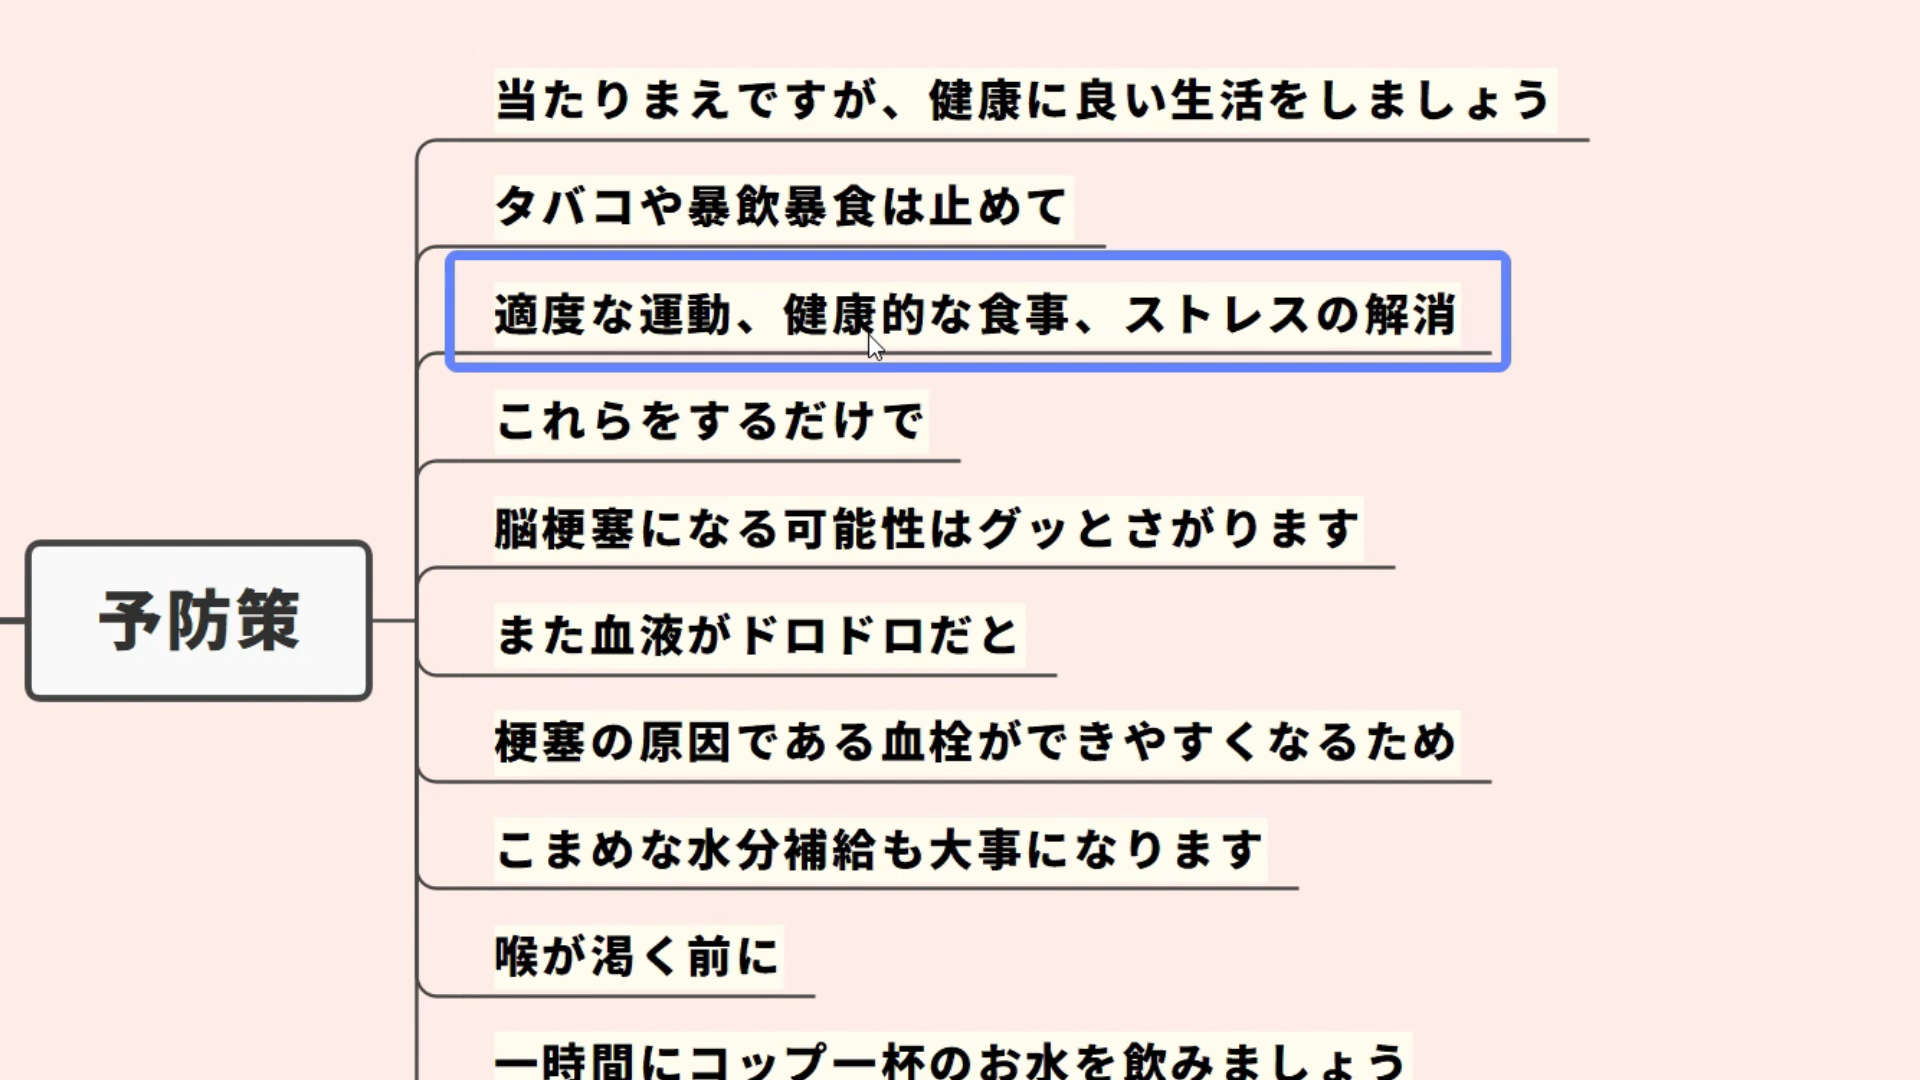 当たりまえですが、健康に良い生活をしましょう
タバコや暴飲暴食は止めて
適度な運動、健康的な食事、ストレスの解消
これらをするだけで
脳梗塞になる可能性はグッとさがります
予防策
また血液がドロドロだと
梗塞の原因である血栓ができやすくなるため
こまめな水分補給も大事になります
喉が渇く前に
一時間にコップ一杯のお水を飲みましょう